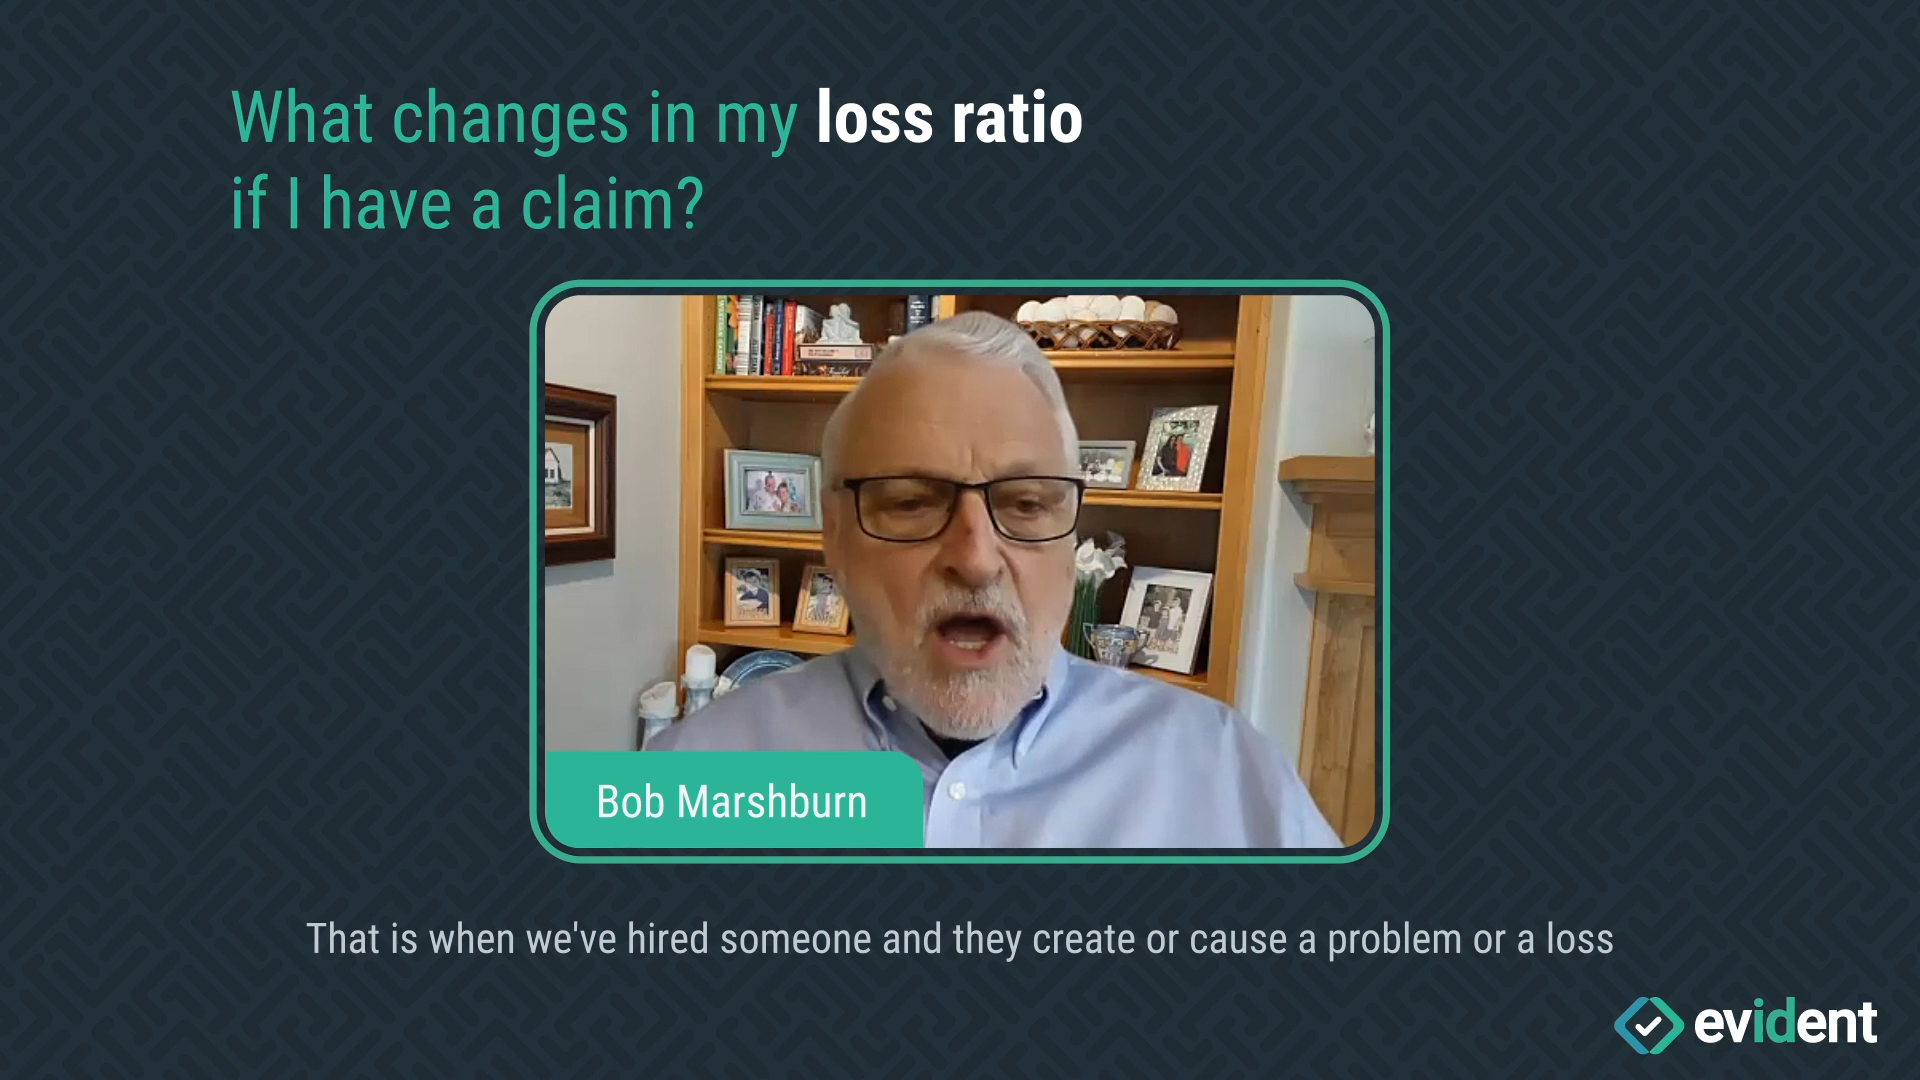 What changes in my loss ratio
if I have a claim?
Bob Marshburn
That is when we've hired someone and they create or cause a problem or a loss
evident